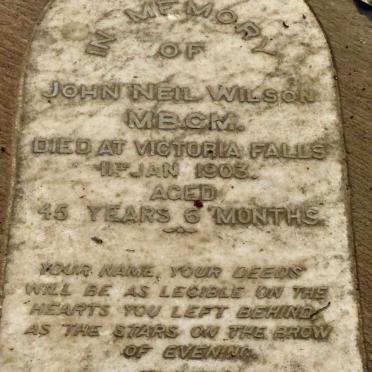 IN MEMORY
OF
JOHN NEIL WILSON
M.B.C.M.
DIED AT VICTORIA FALLS
11TH JAN 1903.
AGED
45 YEARS 6 MONTHS.
YOUR NAME, YOUR DEEDS
WILL BE AS LEGIBLE ON THE
HEARTS YOU LEFT BEHIND
AS THE STARS ON THE BROW
OF EVENING.